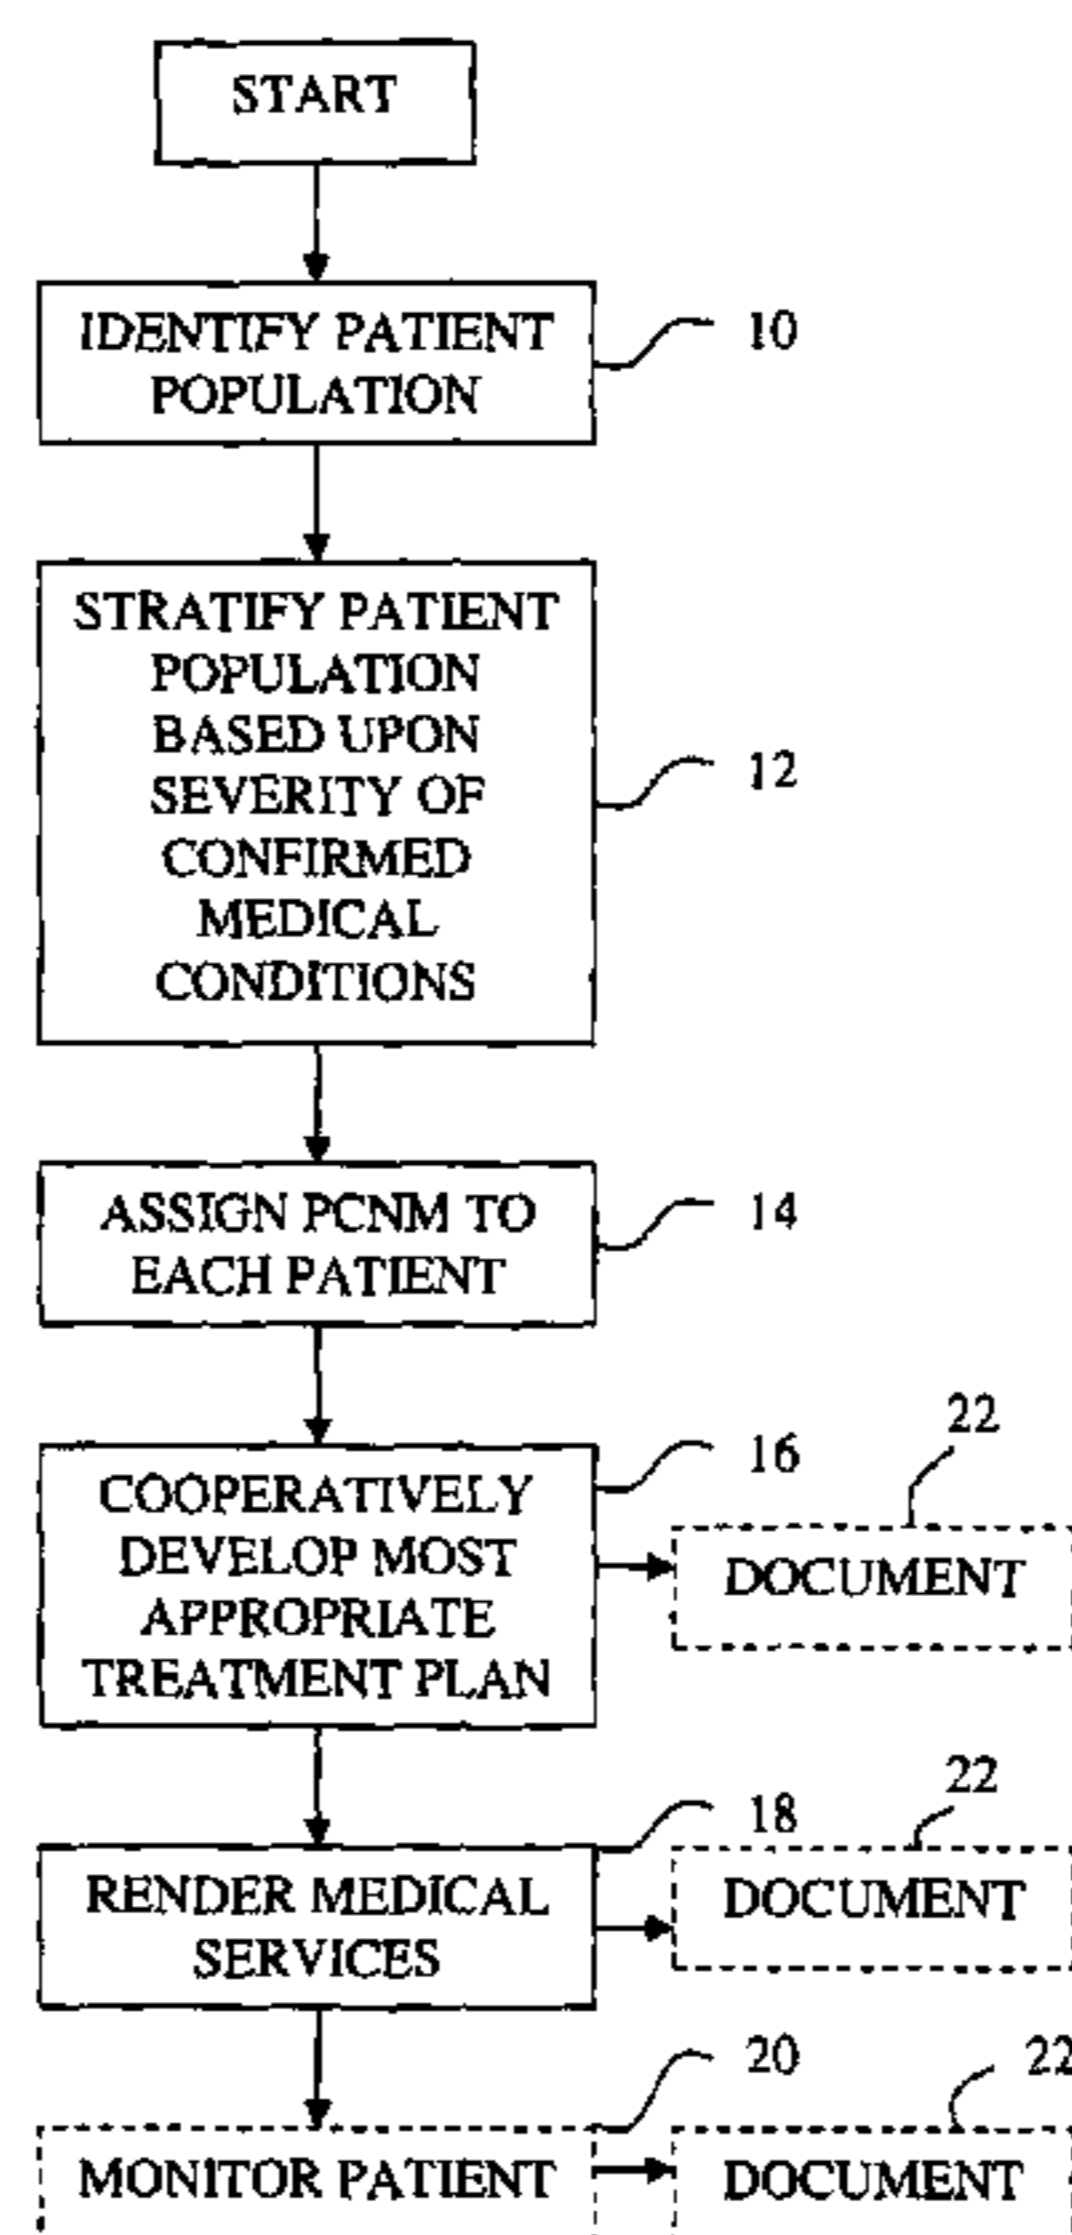 START
IDENTIFY PATIENT
POPULATION
10
STRATIFY PATIENT
POPULATION
BASED UPON
SEVERITY OF
CONFIRMED
MEDICAL
CONDITIONS
12
ASSIGN PCNM TO
EACH PATIENT
14
COOPERATIVELY
DEVELOP MOST
APPROPRIATE
TREATMENT PLAN
16
22
DOCUMENT
RENDER MEDICAL
SERVICES
18
22
DOCUMENT
MONITOR PATIENT
20
22
DOCUMENT